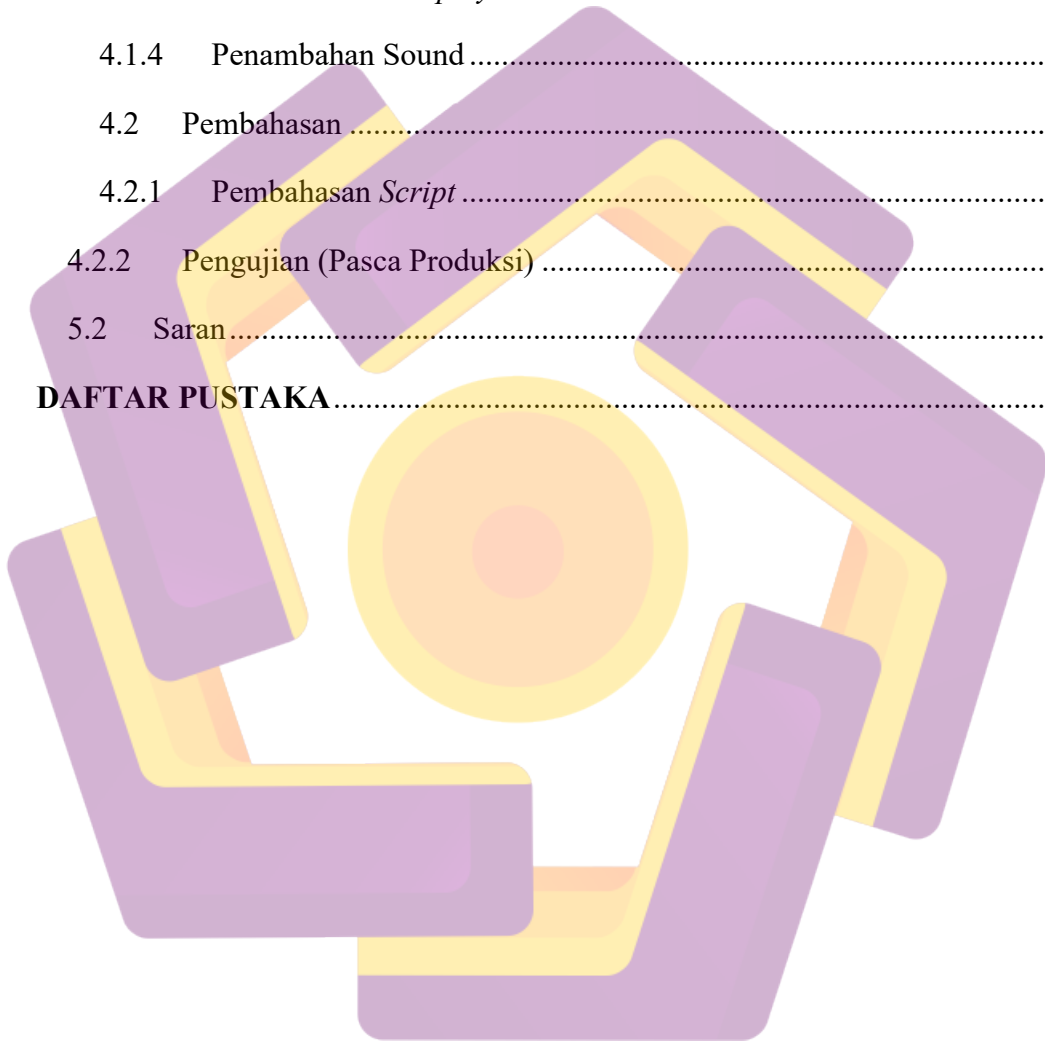 4.1.4 Penambahan Sound ........................................................................
4.2 Pembahasan ........................................................................
4.2.1 Pembahasan Script ........................................................................
4.2.2 Pengujian (Pasca Produksi) ........................................................................
5.2 Saran ........................................................................
DAFTAR PUSTAKA ........................................................................